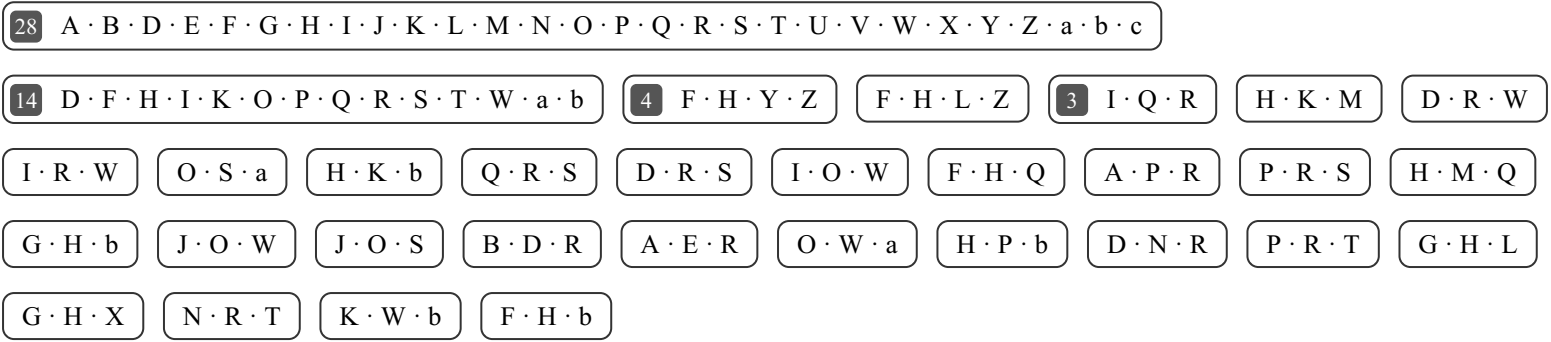 28 A · B · D · E · F · G · H · I · J · K · L · M · N · O · P · Q · R · S · T · U · V · W · X · Y · Z · a · b · c
14 D · F · H · I · K · O · P · Q · R · S · T · W · a · b 4 F · H · Y · Z F · H · L · Z 3 I · Q · R H · K · M D · R · W
I · R · W O · S · a H · K · b Q · R · S D · R · S I · O · W F · H · Q A · P · R P · R · S H · M · Q
G · H · b J · O · W J · O · S B · D · R A · E · R O · W · a H · P · b D · N · R P · R · T G · H · L
G · H · X N · R · T K · W · b F · H · b